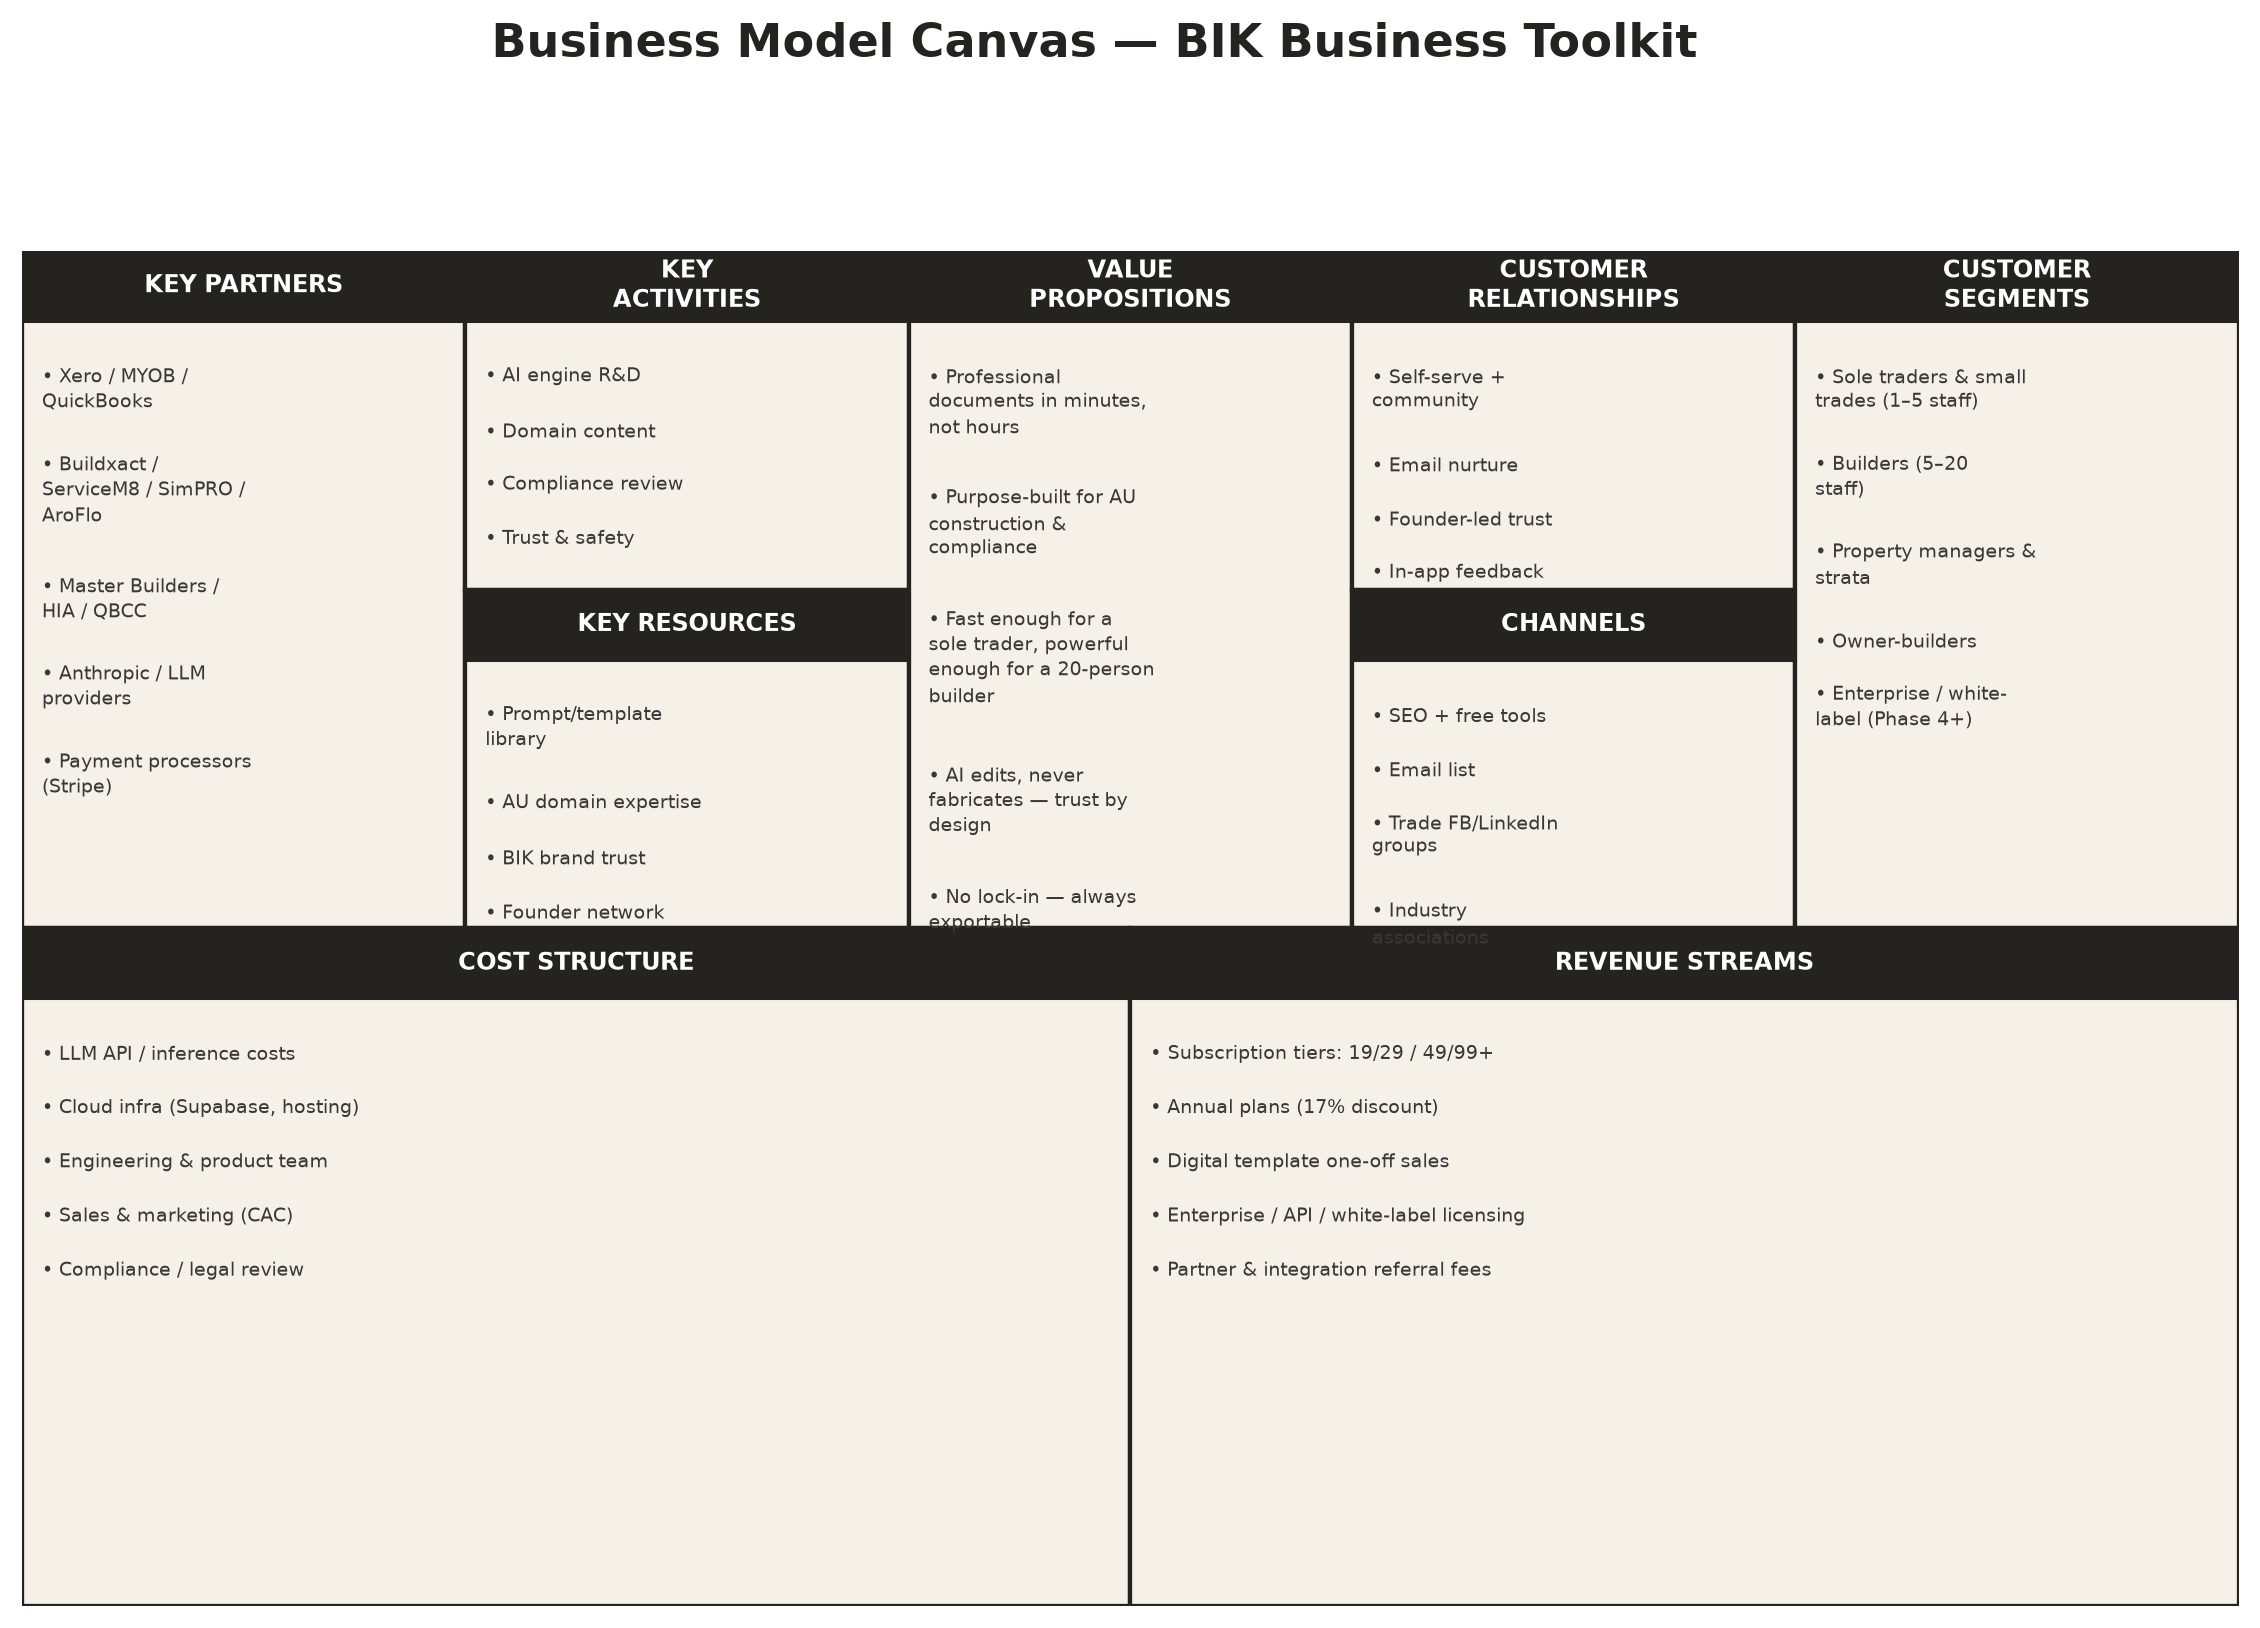 Business Model Canvas — BIK Business Toolkit
KEY PARTNERS
• Xero / MYOB /
QuickBooks
• Buildxact /
ServiceM8 / SimPRO /
AroFlo
• Master Builders /
HIA / QBCC
• Anthropic / LLM
providers
• Payment processors
(Stripe)
KEY
ACTIVITIES
• AI engine R&D
• Domain content
• Compliance review
• Trust & safety
KEY RESOURCES
• Prompt/template
library
• AU domain expertise
• BIK brand trust
• Founder network
VALUE
PROPOSITIONS
• Professional
documents in minutes,
not hours
• Purpose-built for AU
construction &
compliance
• Fast enough for a
sole trader, powerful
enough for a 20-person
builder
• AI edits, never
fabricates — trust by
design
• No lock-in — always
exportable
CUSTOMER
RELATIONSHIPS
• Self-serve +
community
• Email nurture
• Founder-led trust
• In-app feedback
CHANNELS
• SEO + free tools
• Email list
• Trade FB/LinkedIn
groups
• Industry
associations
CUSTOMER
SEGMENTS
• Sole traders & small
trades (1–5 staff)
• Builders (5–20
staff)
• Property managers &
strata
• Owner-builders
• Enterprise / white-
label (Phase 4+)
COST STRUCTURE
• LLM API / inference costs
• Cloud infra (Supabase, hosting)
• Engineering & product team
• Sales & marketing (CAC)
• Compliance / legal review
REVENUE STREAMS
• Subscription tiers: 19/29 / 49/99+
• Annual plans (17% discount)
• Digital template one-off sales
• Enterprise / API / white-label licensing
• Partner & integration referral fees